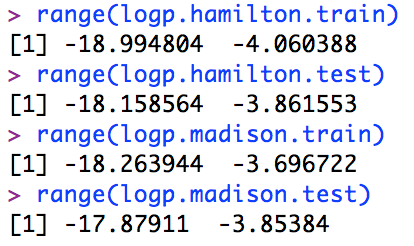 > range(logp.hamilton.train)
[1] -18.994804  -4.060388
> range(logp.hamilton.test)
[1] -18.158564  -3.861553
> range(logp.madison.train)
[1] -18.263944  -3.696722
> range(logp.madison.test)
[1] -17.87911  -3.85384